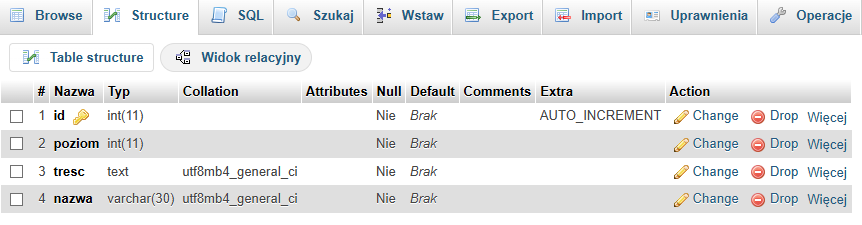 Browse Structure SQL Szukaj Wstaw Export Import Uprawnienia Operacje
Table structure Widok relacyjny
# Nazwa Typ Collation Attributes Null Default Comments Extra Action
1 id int(11) Nie Brak AUTO_INCREMENT Change Drop Więcej
2 poziom int(11) Nie Brak Change Drop Więcej
3 tresc text utf8mb4_general_ci Nie Brak Change Drop Więcej
4 nazwa varchar(30) utf8mb4_general_ci Nie Brak Change Drop Więcej